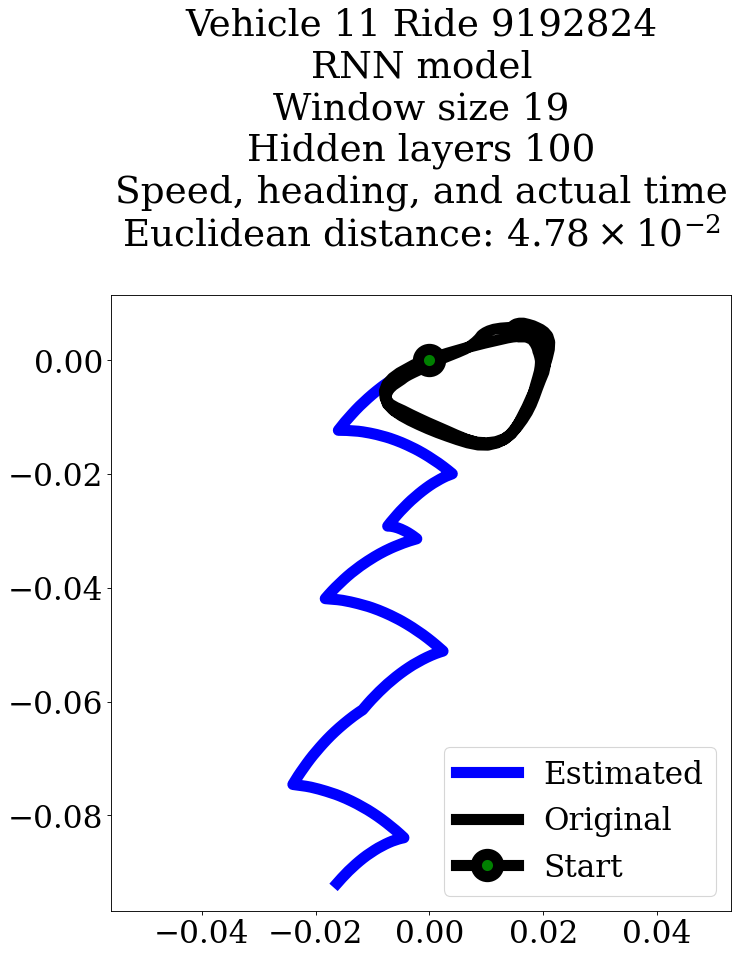 Vehicle 11 Ride 9192824
RNN model
Window size 19
Hidden layers 100
Speed, heading, and actual time
Euclidean distance: 4.78 × 10⁻²
0.00
−0.02
−0.04
−0.06
−0.08
Estimated
Original
Start
−0.04 −0.02 0.00 0.02 0.04